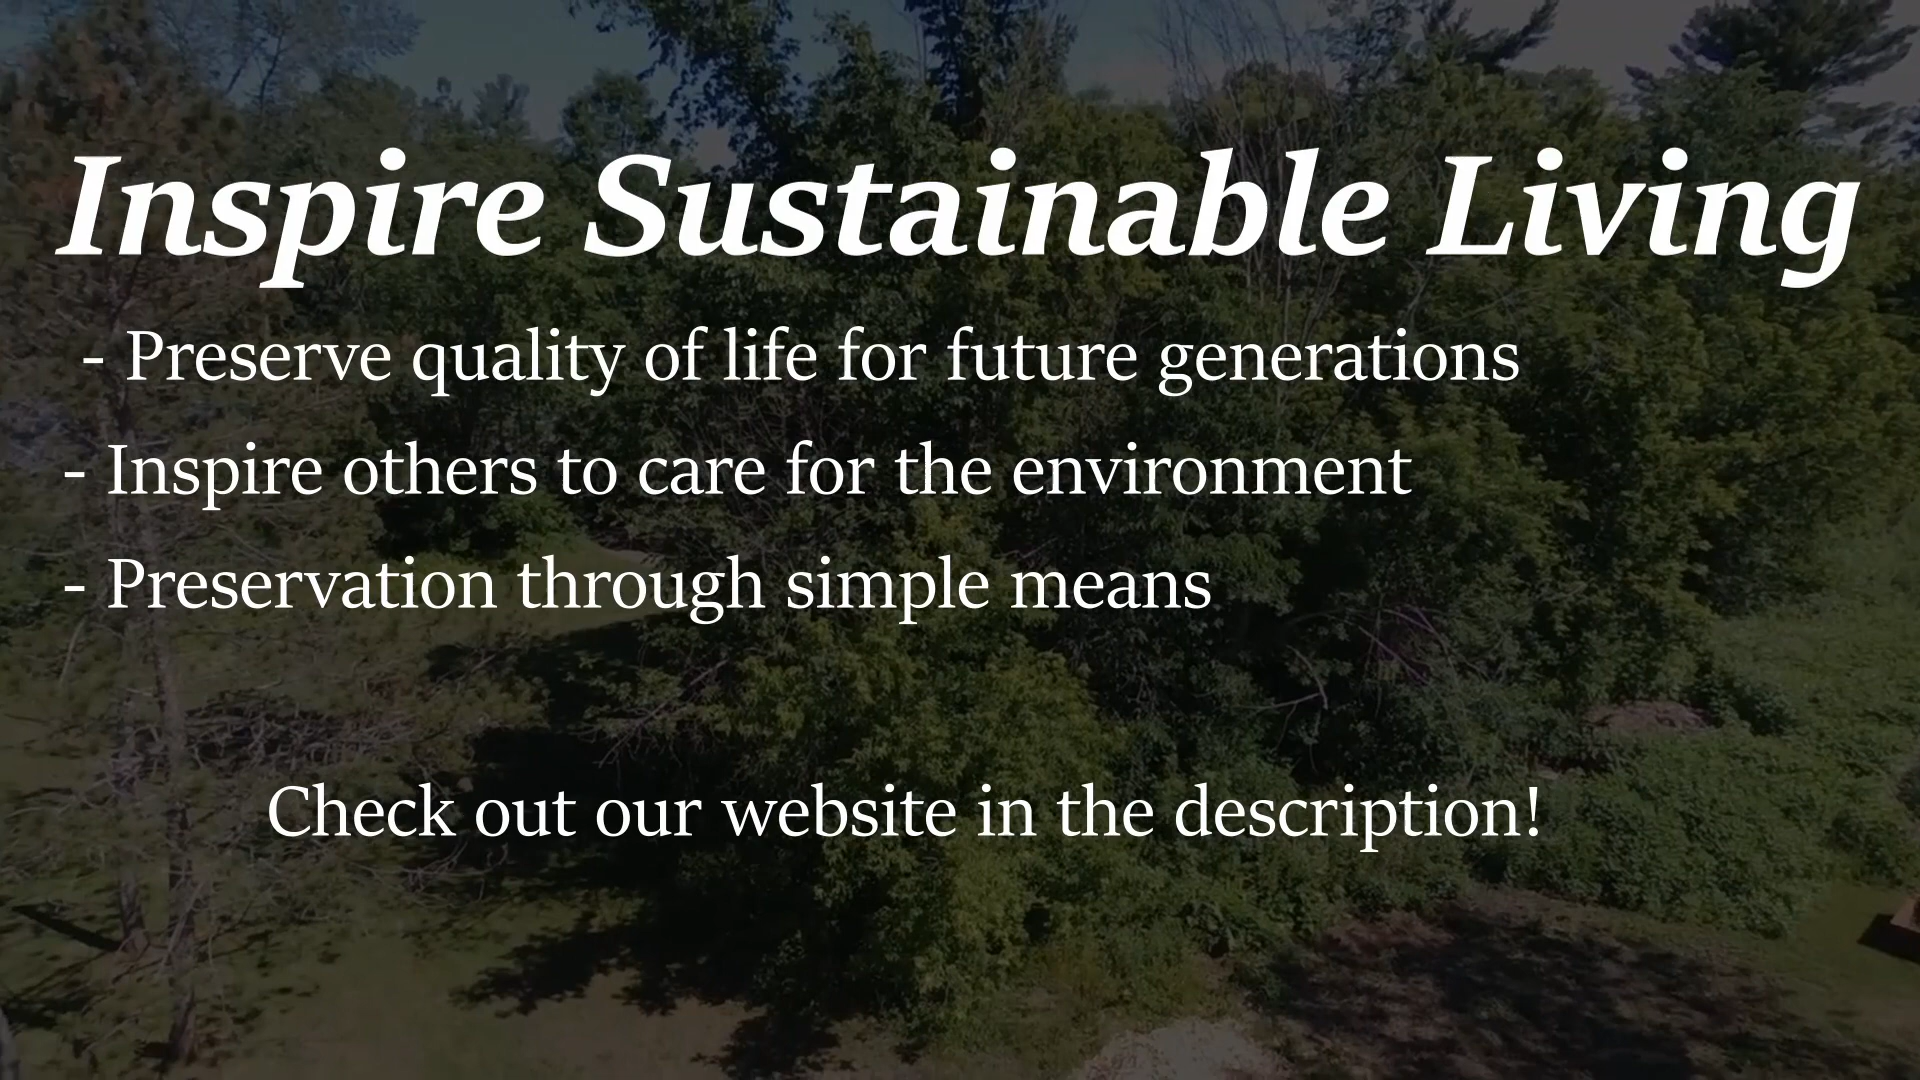 Inspire Sustainable Living
- Preserve quality of life for future generations
- Inspire others to care for the environment
- Preservation through simple means
Check out our website in the description!